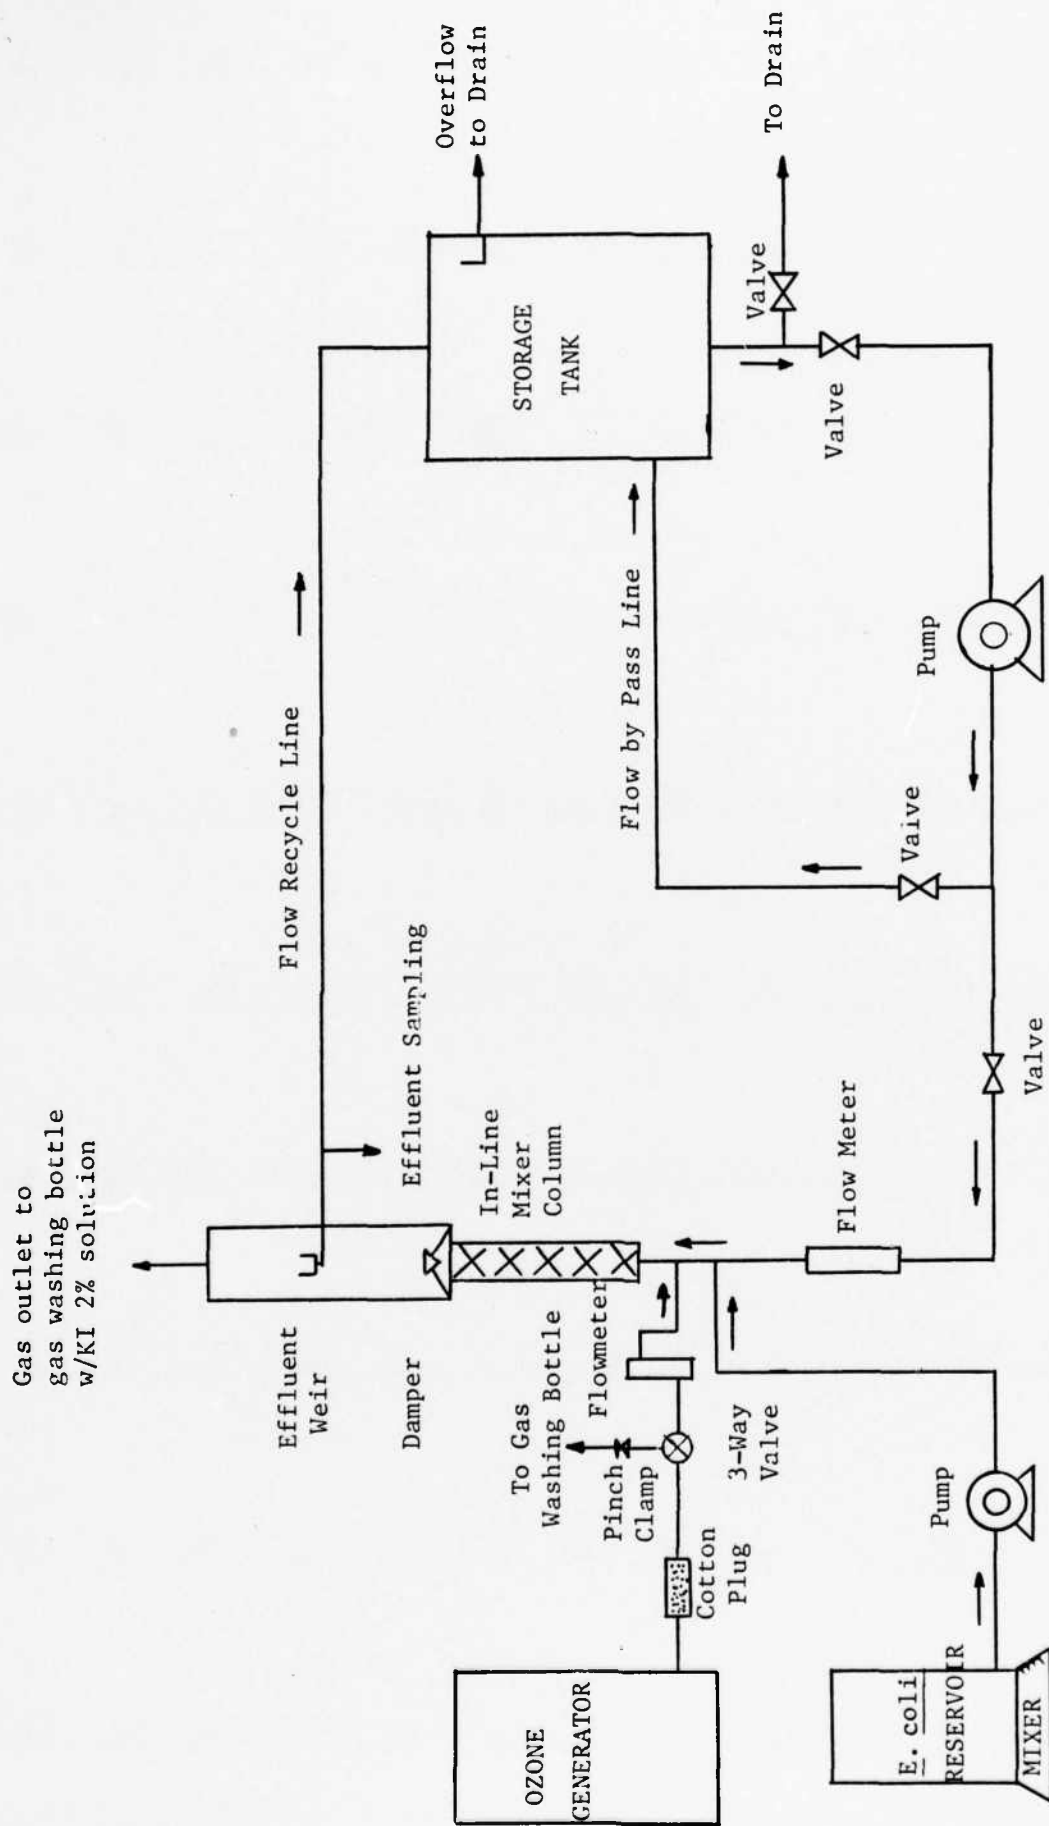 Gas outlet to
gas washing bottle
w/KI 2% solution
Overflow
to Drain
To Drain
Flow Recycle Line
STORAGE
TANK
Valve
Valve
Effluent
Weir
Effluent Sampling
In-Line
Mixer
Column
Damper
Flow by Pass Line
To Gas
Washing Bottle
Flowmeter
Pinch
Clamp
3-Way
Valve
Cotton
Plug
OZONE
GENERATOR
Flow Meter
Valve
Pump
Valve
Pump
E. coli
RESERVOIR
MIXER